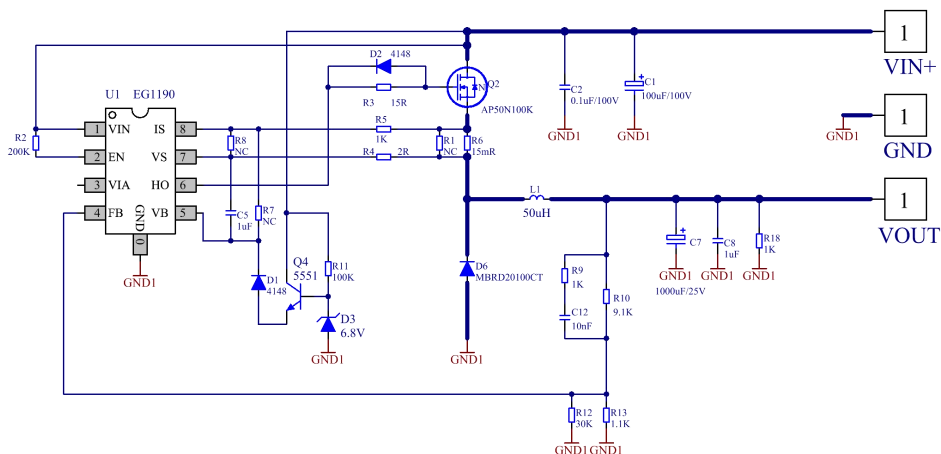 1
VIN+
1
GND
1
VOUT
U1 EG1190
1 VIN IS 8
2 EN VS 7
3 VIA HO 6
4 FB VB 5
GND
0
GND1
R2
200K
D2 4148
R3 15R
Q2
N
AP50N100K
R5
1K
R4 2R
R8
NC
R1
NC
R6
15mR
C5
1uF
R7
NC
D1
4148
Q4
5551
R11
100K
D3
6.8V
GND1
D6
MBRD20100CT
GND1
C2
0.1uF/100V
GND1
C1
100uF/100V
GND1
GND1
L1
50uH
R9
1K
C12
10nF
R10
9.1K
C7
GND1
1000uF/25V
C8
1uF
GND1
R18
1K
GND1
R12
30K
GND1
R13
1.1K
GND1